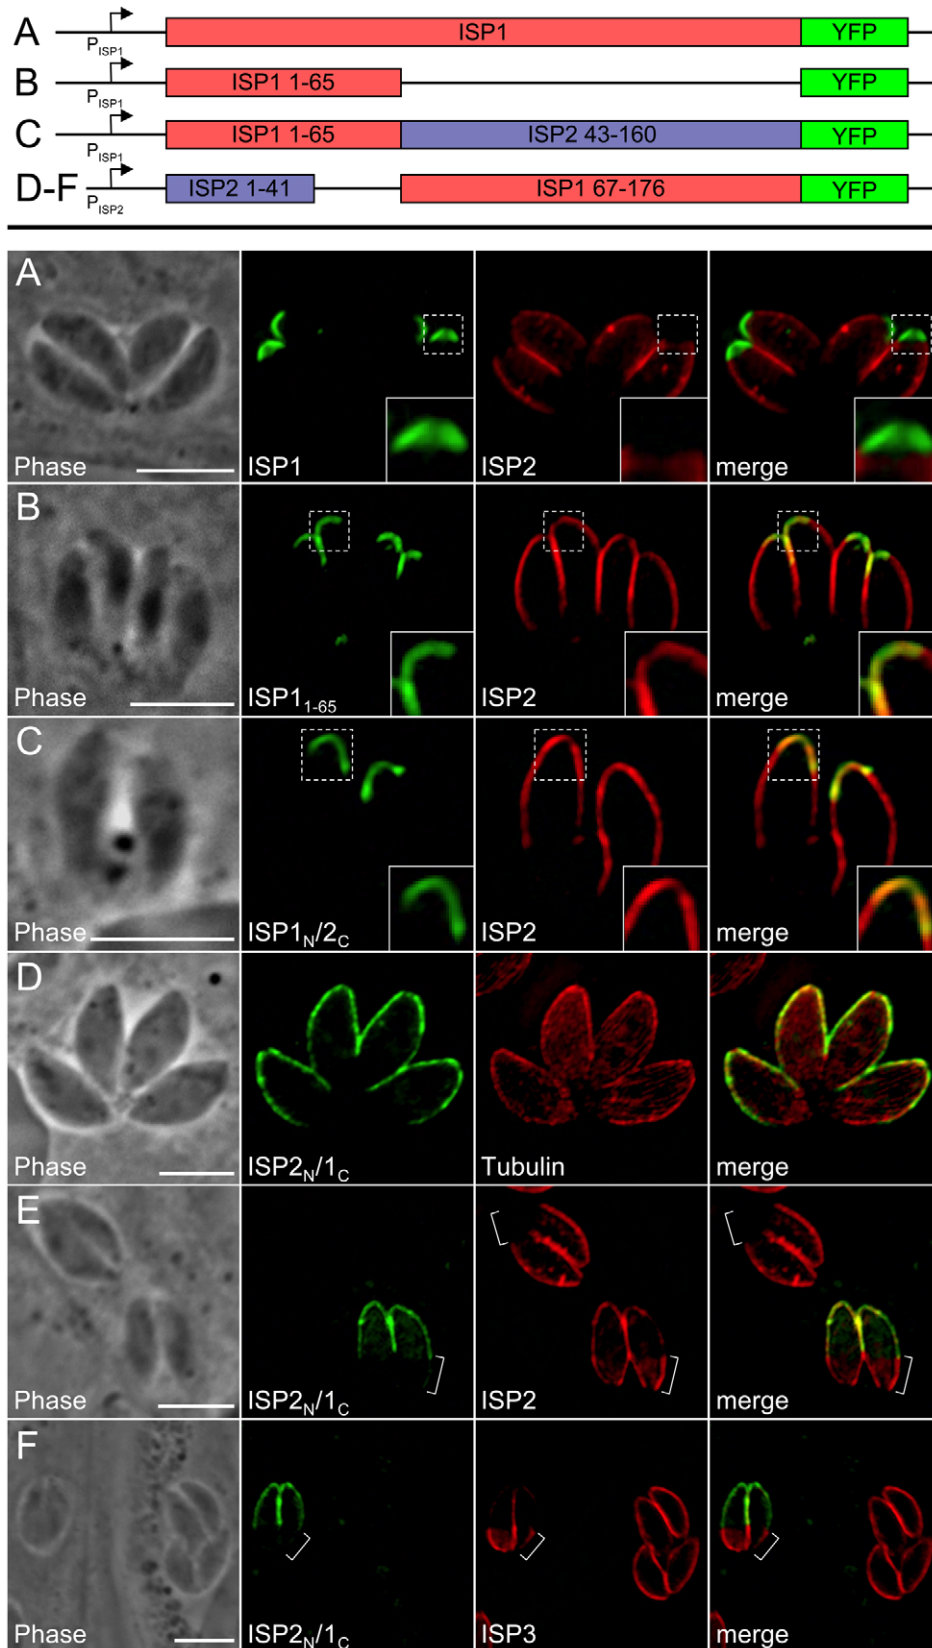 A P_ISP1 ISP1 YFP
B P_ISP1 ISP1 1-65 YFP
C P_ISP1 ISP1 1-65 ISP2 43-160 YFP
D-F P_ISP2 ISP2 1-41 ISP1 67-176 YFP
A
Phase ISP1 ISP2 merge
B
Phase ISP1_1-65 ISP2 merge
C
Phase ISP1_N/2_C ISP2 merge
D
Phase ISP2_N/1_C Tubulin merge
E
Phase ISP2_N/1_C ISP2 merge
F
Phase ISP2_N/1_C ISP3 merge